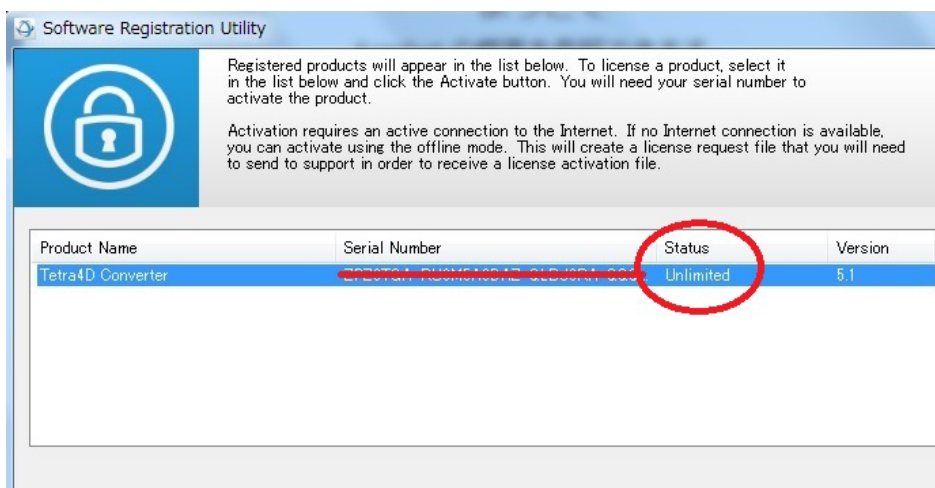 Software Registration Utility
Registered products will appear in the list below. To license a product, select it
in the list below and click the Activate button. You will need your serial number to
activate the product.
Activation requires an active connection to the Internet. If no Internet connection is available,
you can activate using the offline mode. This will create a license request file that you will need
to send to support in order to receive a license activation file.
Product Name Serial Number Status Version
Tetra4D Converter Unlimited 5.1